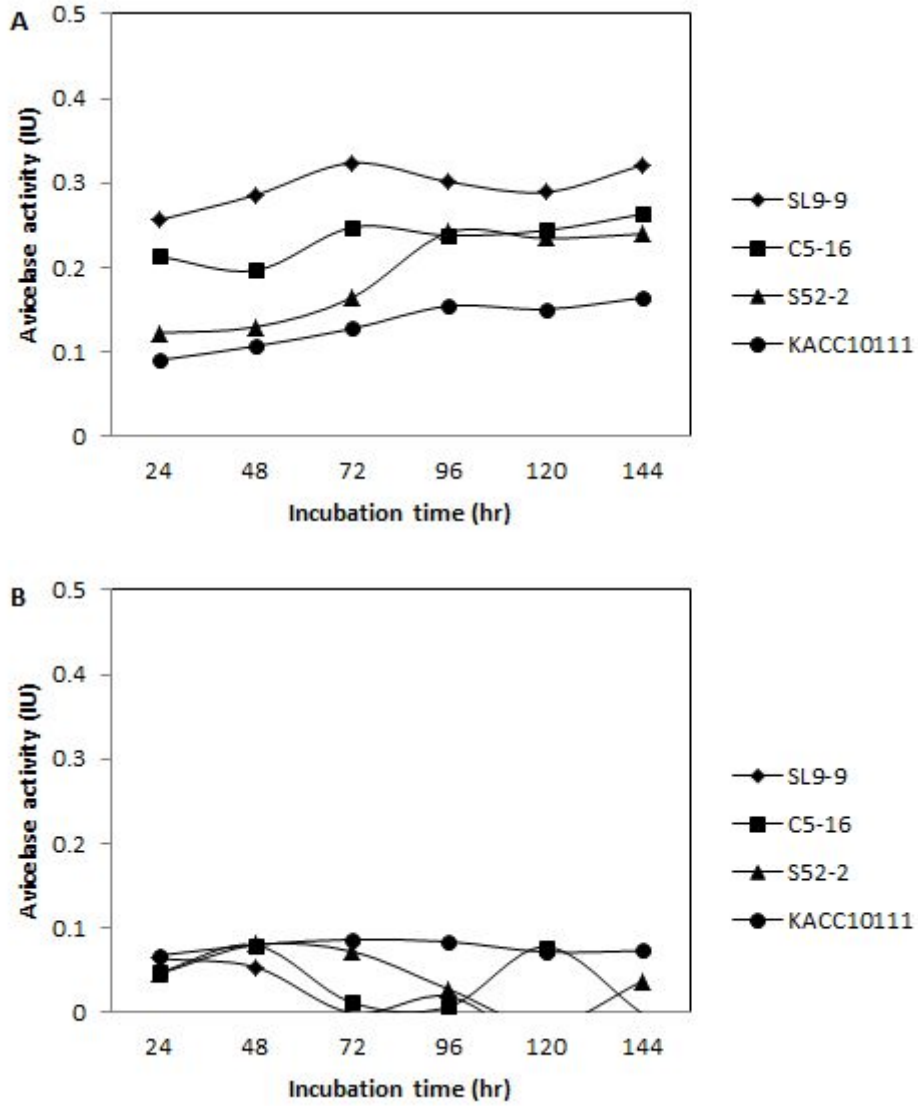 A
Avicelase activity (IU)
0.5
0.4
0.3
0.2
0.1
0
24 48 72 96 120 144
Incubation time (hr)
SL9-9
C5-16
S52-2
KACC10111
B
Avicelase activity (IU)
0.5
0.4
0.3
0.2
0.1
0
24 48 72 96 120 144
Incubation time (hr)
SL9-9
C5-16
S52-2
KACC10111